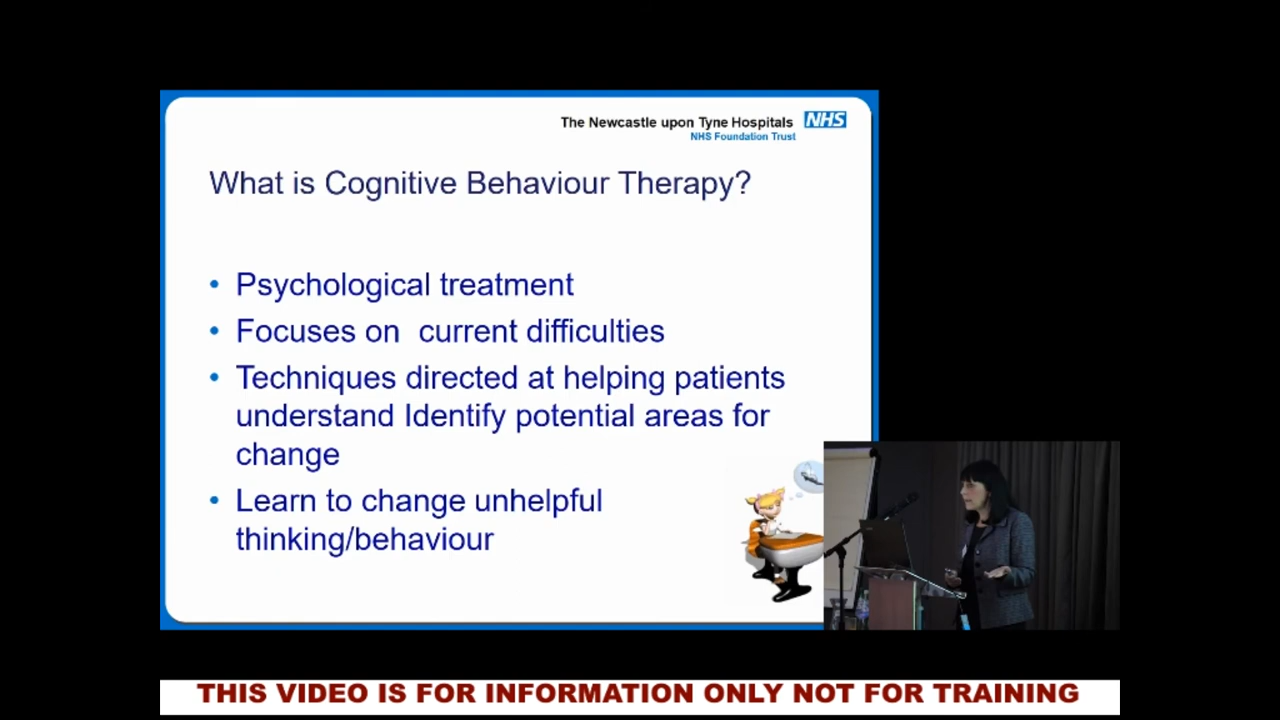 The Newcastle upon Tyne Hospitals NHS
NHS Foundation Trust
What is Cognitive Behaviour Therapy?
• Psychological treatment
• Focuses on  current difficulties
• Techniques directed at helping patients
understand Identify potential areas for
change
• Learn to change unhelpful
thinking/behaviour
THIS VIDEO IS FOR INFORMATION ONLY NOT FOR TRAINING